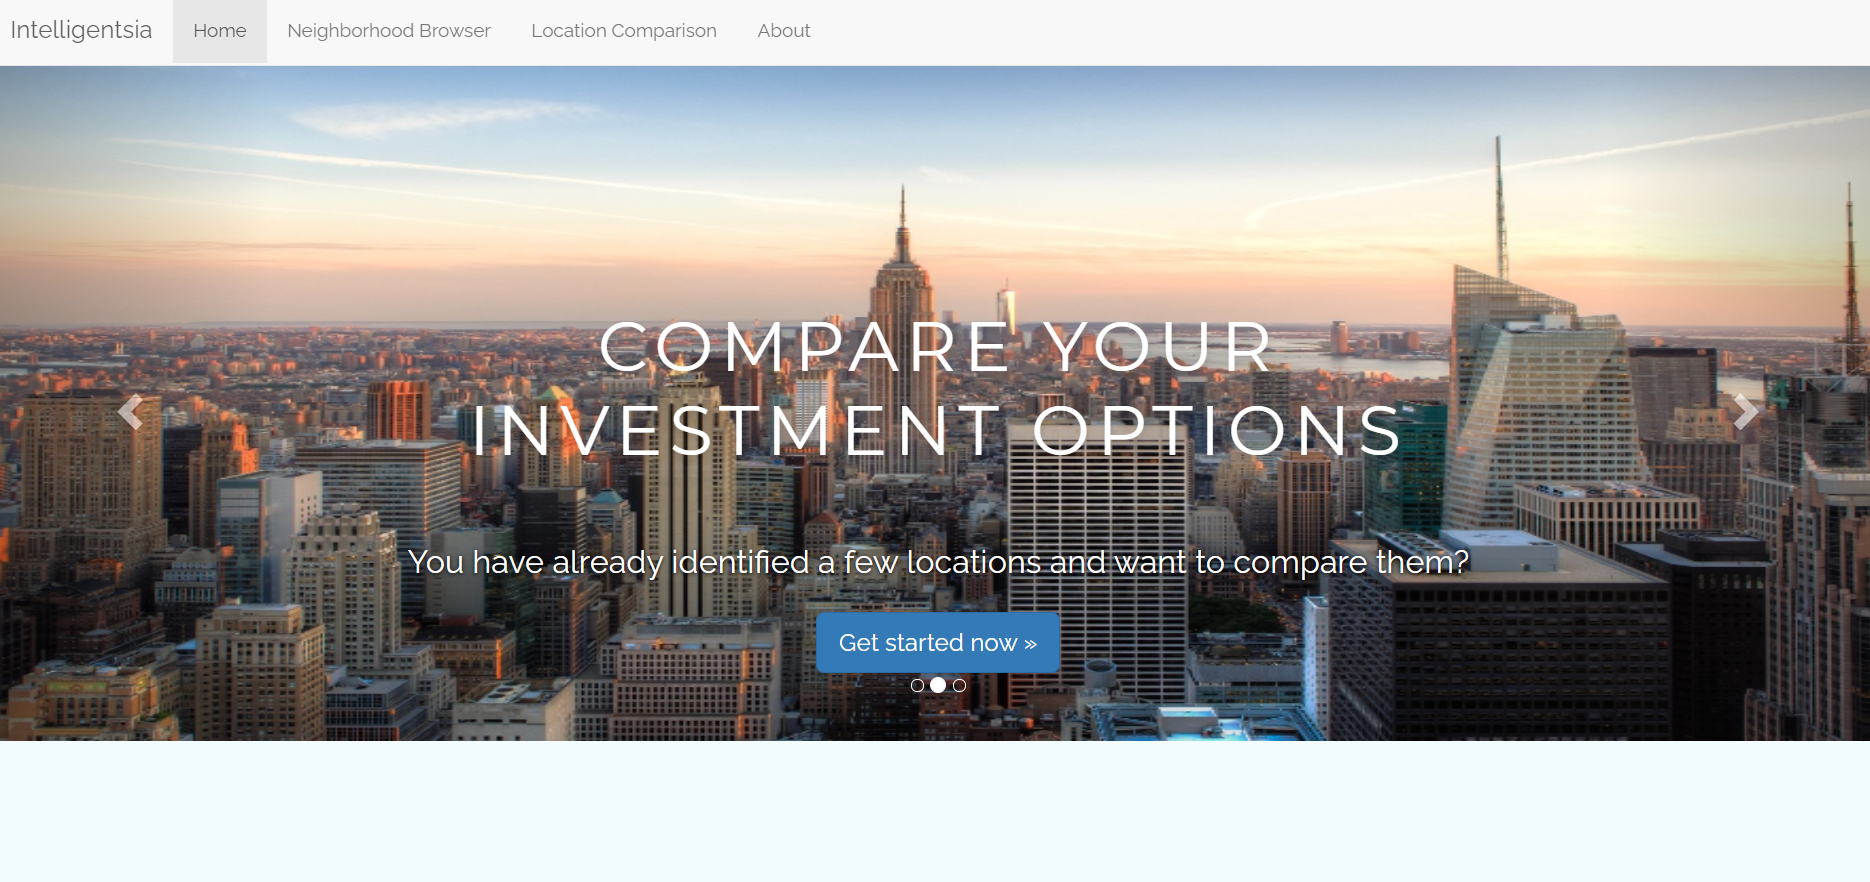 Intelligentsia Home Neighborhood Browser Location Comparison About
COMPARE YOUR
INVESTMENT OPTIONS
You have already identified a few locations and want to compare them?
Get started now »